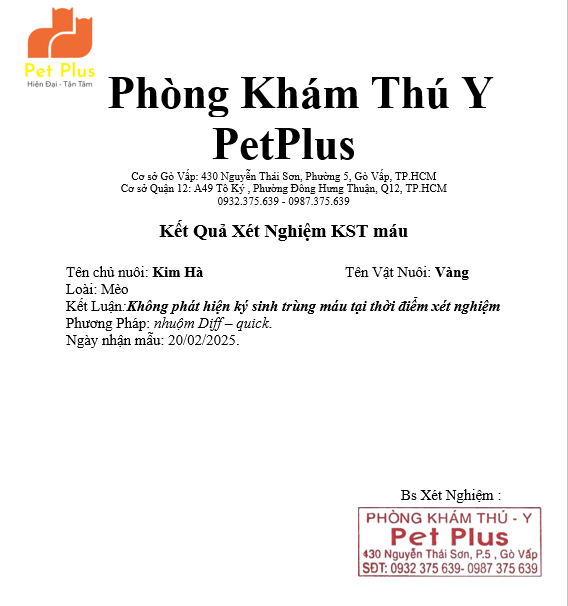 Pet Plus
Hiện Đại - Tận Tâm
Phòng Khám Thú Y
PetPlus
Cơ sở Gò Vấp: 430 Nguyễn Thái Sơn, Phường 5, Gò Vấp, TP.HCM
Cơ sở Quận 12: A49 Tô Ký , Phường Đông Hưng Thuận, Q12, TP.HCM
0932.375.639 - 0987.375.639
Kết Quả Xét Nghiệm KST máu
Tên chủ nuôi: Kim Hà Tên Vật Nuôi: Vàng
Loài: Mèo
Kết Luận:Không phát hiện ký sinh trùng máu tại thời điểm xét nghiệm
Phương Pháp: nhuộm Diff – quick.
Ngày nhận mẫu: 20/02/2025.
Bs Xét Nghiệm :
PHÒNG KHÁM THÚ - Y
Pet Plus
430 Nguyễn Thái Sơn, P.5 , Gò Vấp
SĐT: 0932 375 639- 0987 375 639